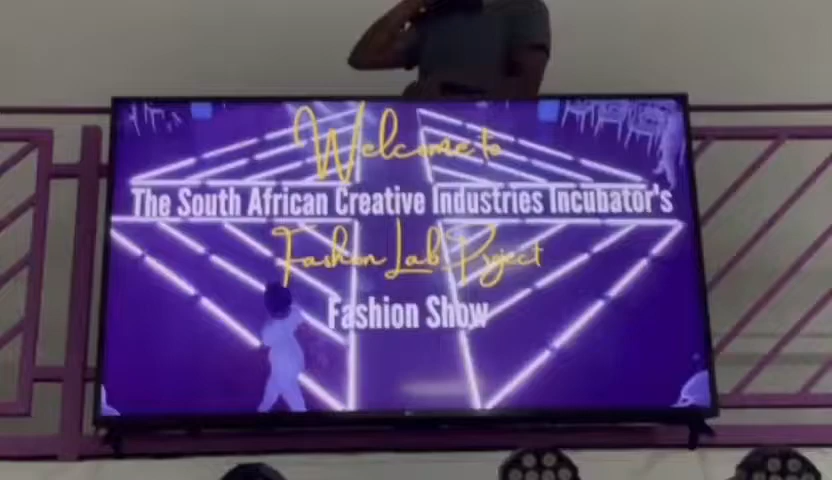 Welcome to
The South African Creative Industries Incubator's
Fashion Lab Project
Fashion Show